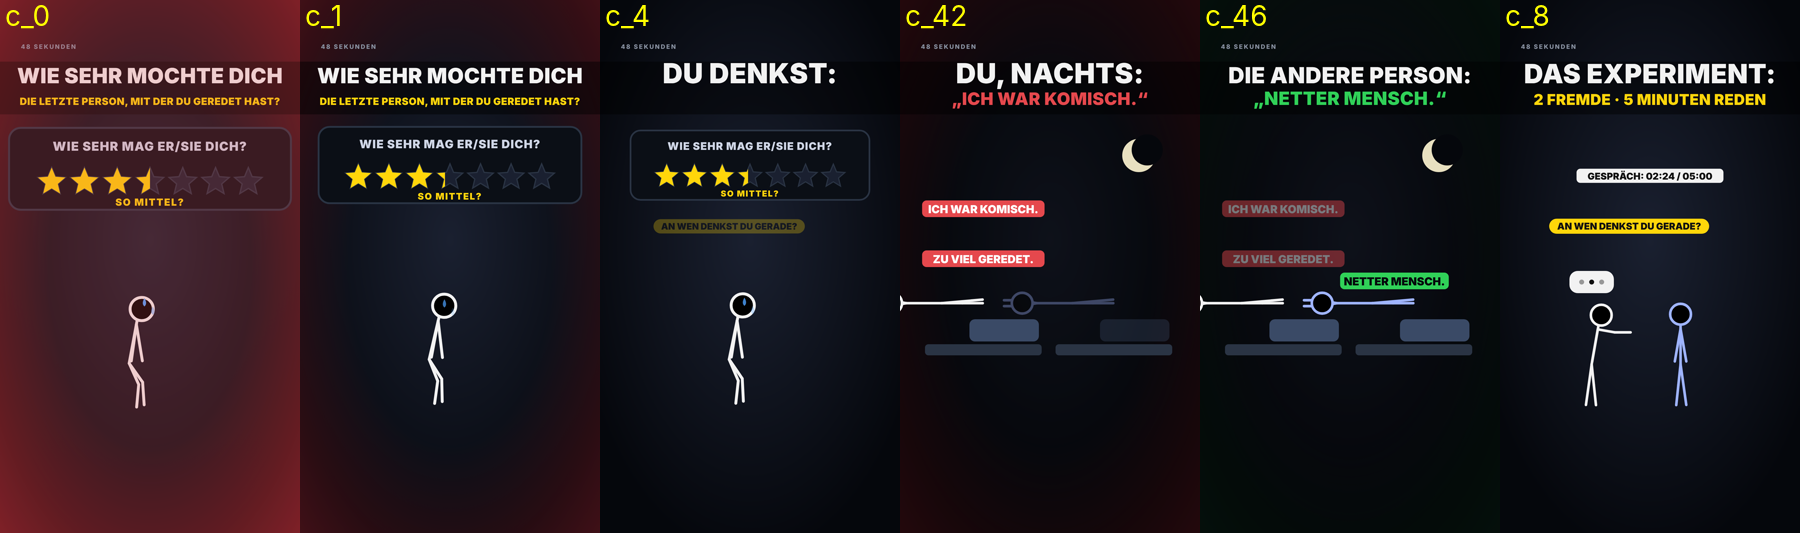 c_0
48 SEKUNDEN
WIE SEHR MOCHTE DICH
DIE LETZTE PERSON, MIT DER DU GEREDET HAST?
WIE SEHR MAG ER/SIE DICH?
SO MITTEL?
c_1
48 SEKUNDEN
WIE SEHR MOCHTE DICH
DIE LETZTE PERSON, MIT DER DU GEREDET HAST?
WIE SEHR MAG ER/SIE DICH?
SO MITTEL?
c_4
48 SEKUNDEN
DU DENKST:
WIE SEHR MAG ER/SIE DICH?
SO MITTEL?
AN WEN DENKST DU GERADE?
c_42
48 SEKUNDEN
DU, NACHTS:
„ICH WAR KOMISCH.“
ICH WAR KOMISCH.
ZU VIEL GEREDET.
c_46
48 SEKUNDEN
DIE ANDERE PERSON:
„NETTER MENSCH.“
ICH WAR KOMISCH.
ZU VIEL GEREDET.
NETTER MENSCH.
c_8
48 SEKUNDEN
DAS EXPERIMENT:
2 FREMDE · 5 MINUTEN REDEN
GESPRÄCH: 02:24 / 05:00
AN WEN DENKST DU GERADE?